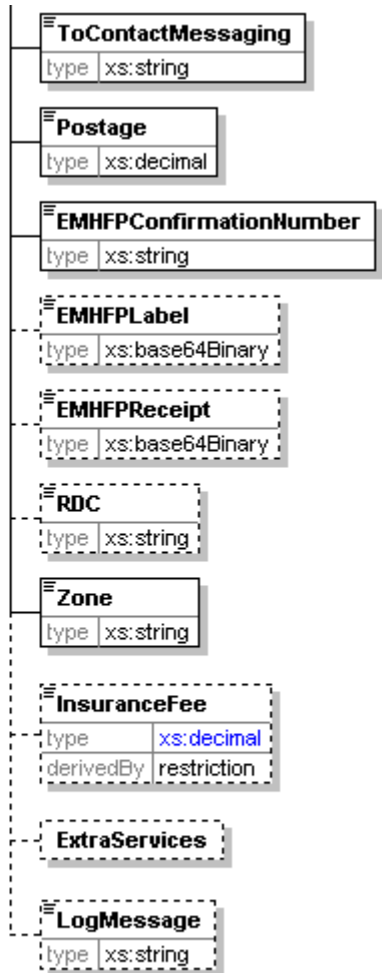 ToContactMessaging
type xs:string
Postage
type xs:decimal
EMHFPConfirmationNumber
type xs:string
EMHFPLabel
type xs:base64Binary
EMHFPReceipt
type xs:base64Binary
RDC
type xs:string
Zone
type xs:string
InsuranceFee
type xs:decimal
derivedBy restriction
ExtraServices
LogMessage
type xs:string